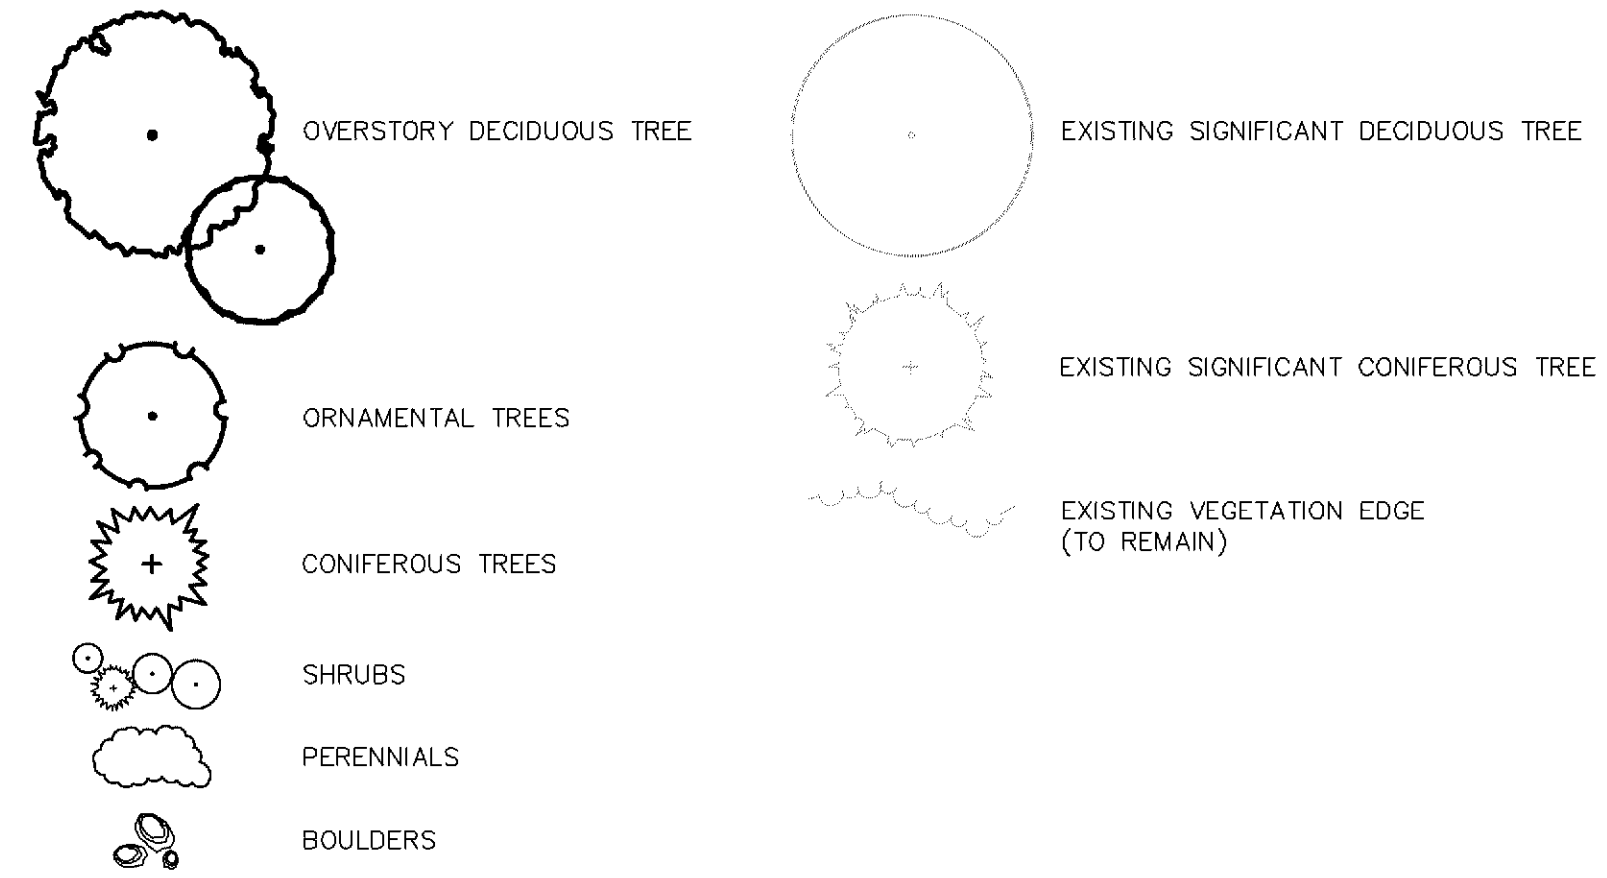 OVERSTORY DECIDUOUS TREE
ORNAMENTAL TREES
CONIFEROUS TREES
SHRUBS
PERENNIALS
BOULDERS
EXISTING SIGNIFICANT DECIDUOUS TREE
EXISTING SIGNIFICANT CONIFEROUS TREE
EXISTING VEGETATION EDGE
(TO REMAIN)